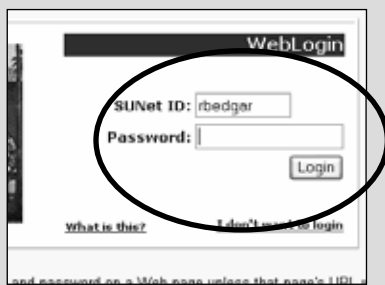 WebLogin
SUNet ID: rbedgar
Password:
Login
What is this? I don't want to login
and password on a Web page unless that page's URL